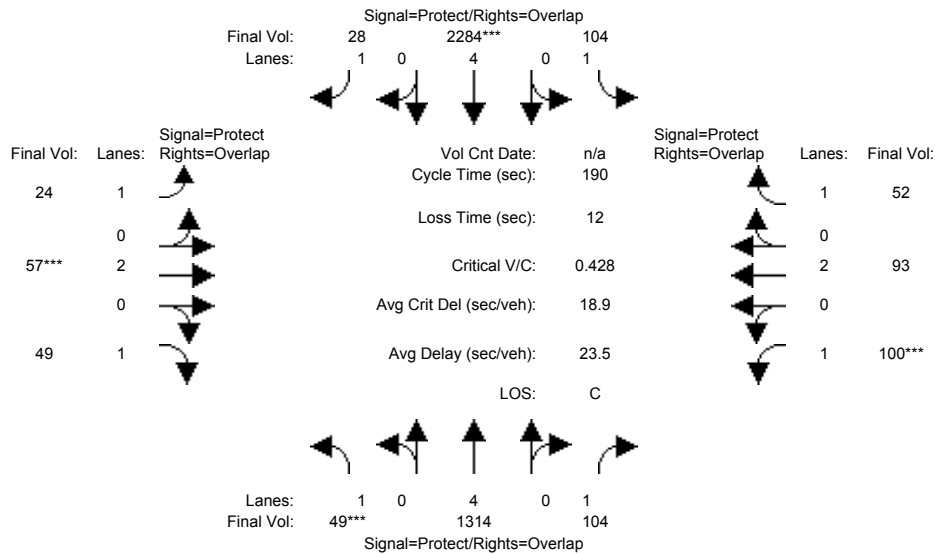 Signal=Protect/Rights=Overlap
Final Vol: 28 2284*** 104
Lanes: 1 0 4 0 1
Signal=Protect
Final Vol: Lanes: Rights=Overlap
Vol Cnt Date: n/a
Signal=Protect
Rights=Overlap Lanes: Final Vol:
Cycle Time (sec): 190
24 1
1 52
Loss Time (sec): 12
0
0
57*** 2
Critical V/C: 0.428
2 93
0
Avg Crit Del (sec/veh): 18.9
0
49 1
Avg Delay (sec/veh): 23.5
1 100***
LOS: C
Lanes: 1 0 4 0 1
Final Vol: 49*** 1314 104
Signal=Protect/Rights=Overlap